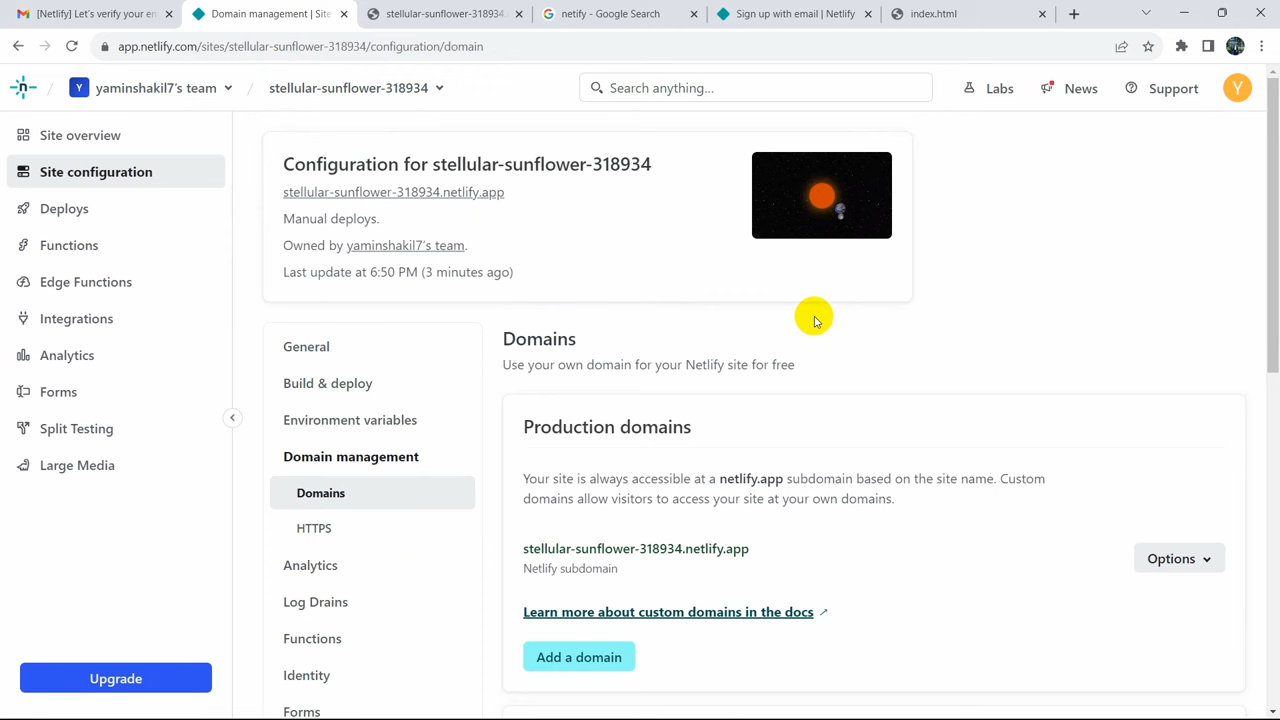 [Netlify] Let's verify your em
Domain management | Site
stellular-sunflower-318934.
netify - Google Search
Sign up with email | Netlify
index.html
app.netlify.com/sites/stellular-sunflower-318934/configuration/domain
n
Y
yaminshakil7's team
/
stellular-sunflower-318934
Search anything...
Labs
News
Support
Y
Site overview
Site configuration
Deploys
Functions
Edge Functions
Integrations
Analytics
Forms
Split Testing
Large Media
Upgrade
Configuration for stellular-sunflower-318934
stellular-sunflower-318934.netlify.app
Manual deploys.
Owned by yaminshakil7's team.
Last update at 6:50 PM (3 minutes ago)
General
Build & deploy
Environment variables
Domain management
Domains
HTTPS
Analytics
Log Drains
Functions
Identity
Forms
Domains
Use your own domain for your Netlify site for free
Production domains
Your site is always accessible at a netlify.app subdomain based on the site name. Custom
domains allow visitors to access your site at your own domains.
stellular-sunflower-318934.netlify.app
Netlify subdomain
Options
Learn more about custom domains in the docs
Add a domain